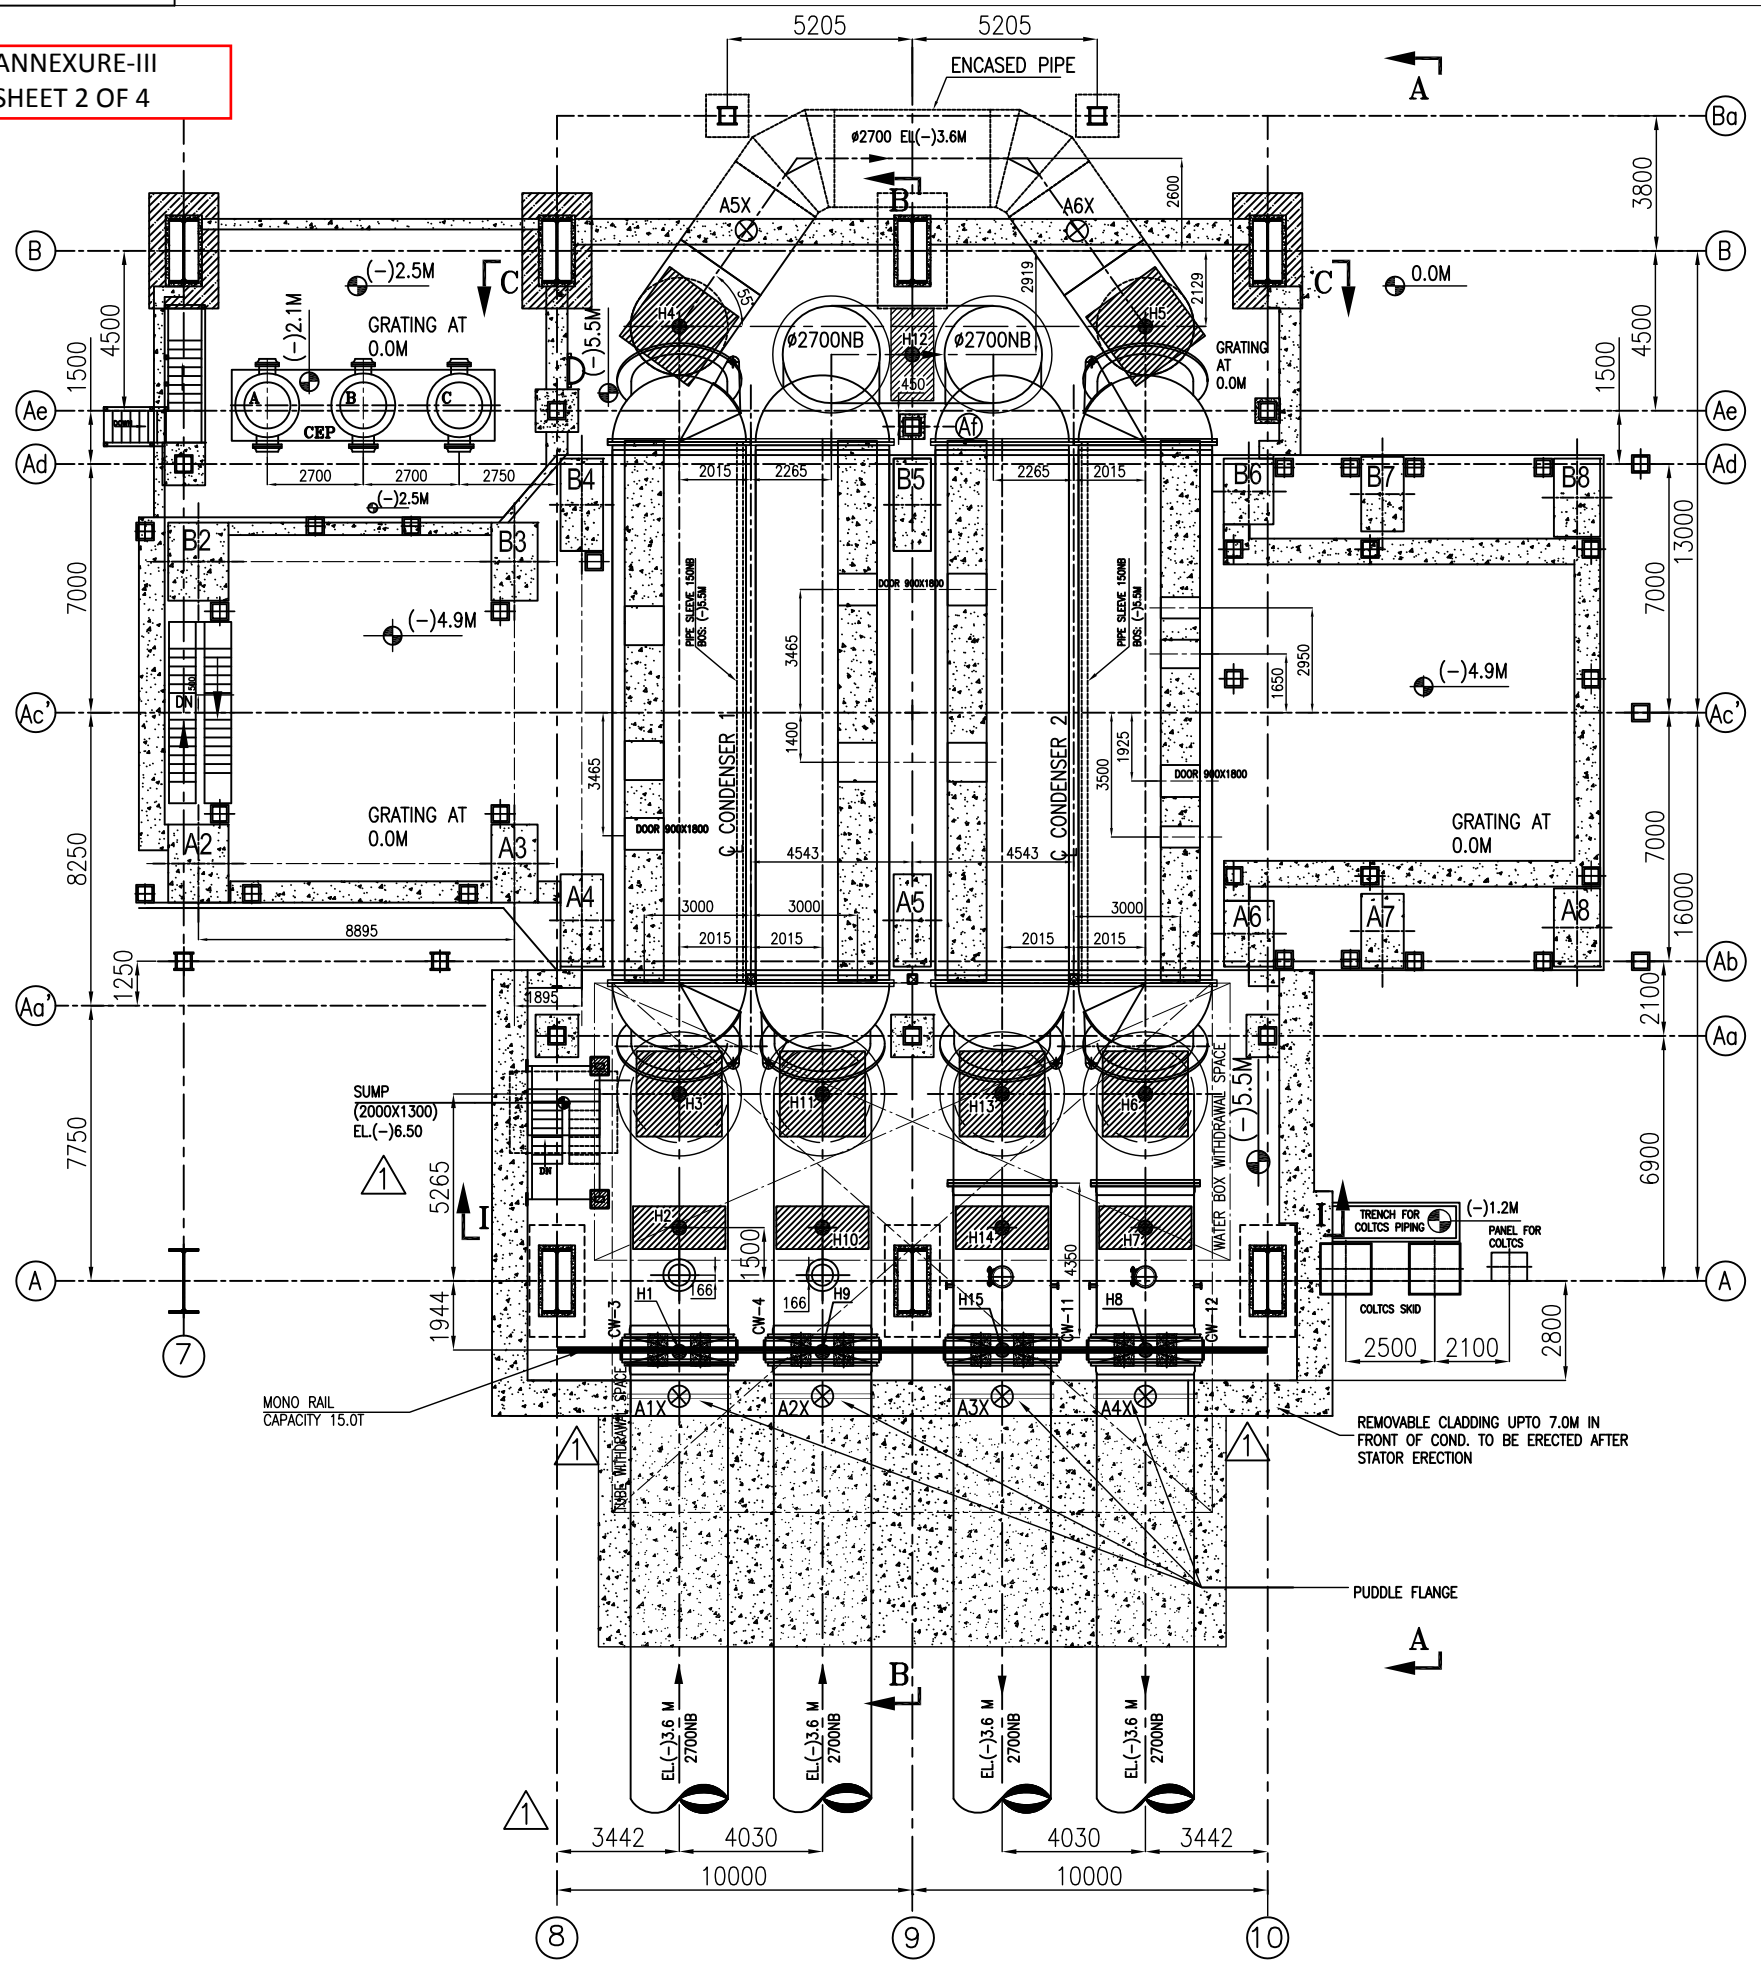 ANNEXURE-III
SHEET 2 OF 4
5205
5205
ENCASED PIPE
A
Ba
ø2700 EL(-)3.6M
2600
3800
B
A5X
A6X
B
B
(-)2.5M
C
C
0.0M
2919
2129
55°
4500
(-)2.1M
GRATING AT
0.0M
(-)5.5M
H4
H5
ø2700NB
H12
ø2700NB
GRATING
AT
0.0M
4500
1500
1500
450
Ae
A
B
C
CEP
DOWN
Af
Ae
Ad
2700
2700
2750
2015
2265
2265
2015
Ad
B4
B5
B6
B7
B8
(-)2.5M
B2
B3
13000
7000
7000
PIPE SLEEVE 150NB
BOS: (-)5.5M
DOOR 900X1800
PIPE SLEEVE 150NB
BOS: (-)5.5M
(-)4.9M
3465
2950
1650
(-)4.9M
DN
500
Ac'
Ac'
3465
1400
CONDENSER 1
CONDENSER 2
3500
1925
DOOR 900X1800
GRATING AT
0.0M
DOOR 900X1800
GRATING AT
0.0M
8250
7000
16000
A2
A3
4543
4543
A4
A5
A6
A7
A8
3000
3000
3000
8895
2015
2015
2015
2015
1250
Ab
Aa'
1895
2100
Aa
SUMP
(2000X1300)
EL.(-)6.50
H3
H11
H13
H6
(-)5.5M
WATER BOX WITHDRAWAL SPACE
7750
1
5265
DN
6900
I
I
H2
H10
H14
H7
TRENCH FOR
COLTCS PIPING
(-)1.2M
PANEL FOR
COLTCS
1500
4350
A
A
166
166
1944
CW-3
H1
CW-4
H9
H15
CW-11
H8
CW-12
COLTCS SKID
2500
2100
2800
7
MONO RAIL
CAPACITY 15.0T
A1X
A2X
A3X
A4X
TUBE WITHDRAWAL SPACE
1
1
REMOVABLE CLADDING UPTO 7.0M IN
FRONT OF COND. TO BE ERECTED AFTER
STATOR ERECTION
PUDDLE FLANGE
A
B
EL.(-)3.6 M
2700NB
EL.(-)3.6 M
2700NB
EL.(-)3.6 M
2700NB
EL.(-)3.6 M
2700NB
1
3442
4030
4030
3442
10000
10000
8
9
10